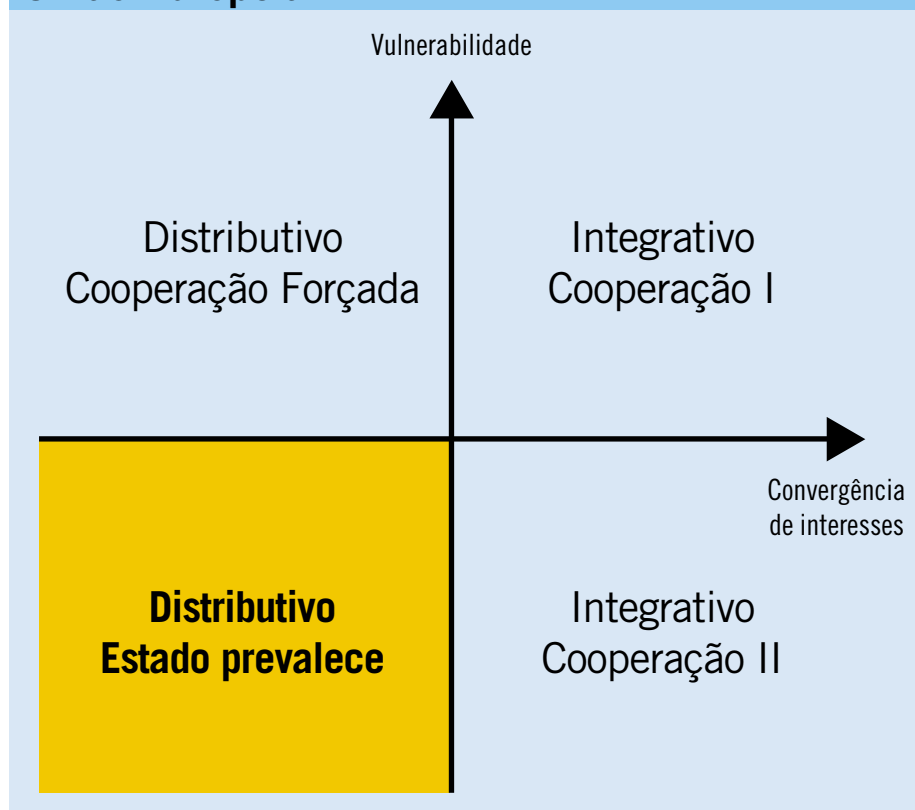 Vulnerabilidade
Distributivo
Cooperação Forçada
Integrativo
Cooperação I
Convergência
de interesses
Distributivo
Estado prevalece
Integrativo
Cooperação II